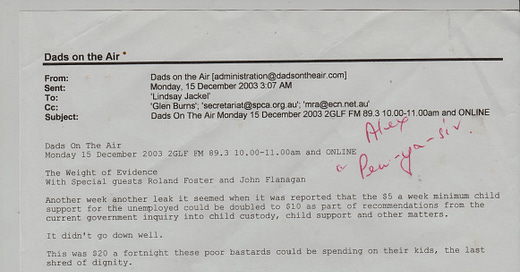 Dads on the Air
From: Dads on the Air [administration@dadsontheair.com]
Sent: Monday, 15 December 2003 3:07 AM
To: 'Lindsay Jackel'
Cc: 'Glen Burns'; 'secretariat@spca.org.au'; 'mra@ecn.net.au'
Subject: Dads On The Air Monday 15 December 2003 2GLF FM 89.3 10.00-11.00am and ONLINE
Alex
Pen-ya-siv.
Dads On The Air
Monday 15 December 2003 2GLF FM 89.3 10.00-11.00am and ONLINE
The Weight of Evidence
With Special guests Roland Foster and John Flanagan
Another week another leak it seemed when it was reported that the $5 a week minimum child
support for the unemployed could be doubled to $10 as part of recommendations from the
current government inquiry into child custody, child support and other matters.
It didn't go down well.
This was $20 a fortnight these poor bastards could be spending on their kids, the last
shred of dignity.